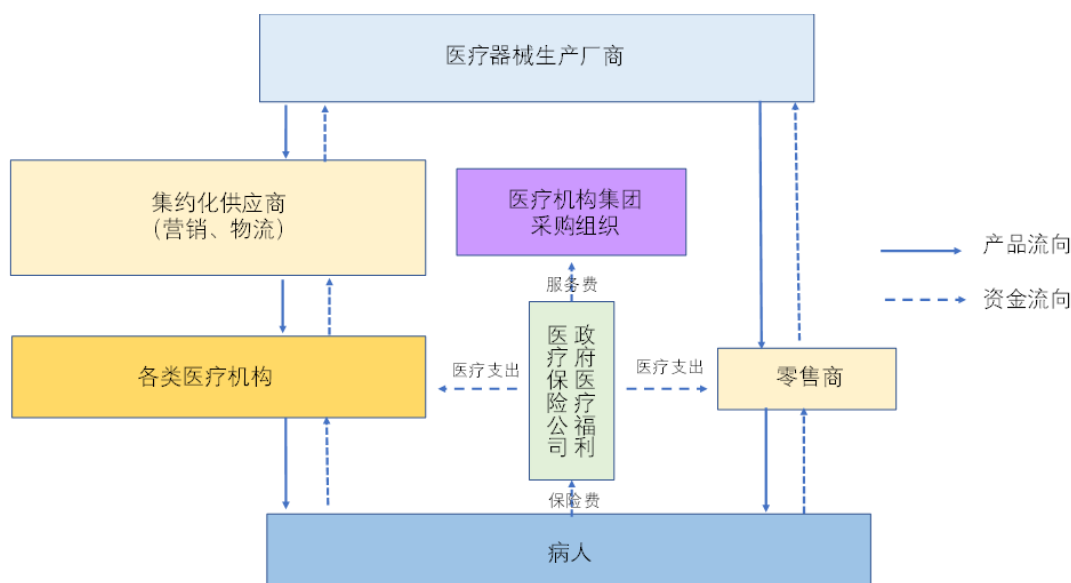 医疗器械生产厂商
集约化供应商
（营销、物流）
医疗机构集团
采购组织
产品流向
资金流向
服务费
政府医疗福利
医疗保险公司
各类医疗机构
医疗支出
医疗支出
零售商
保险费
病人